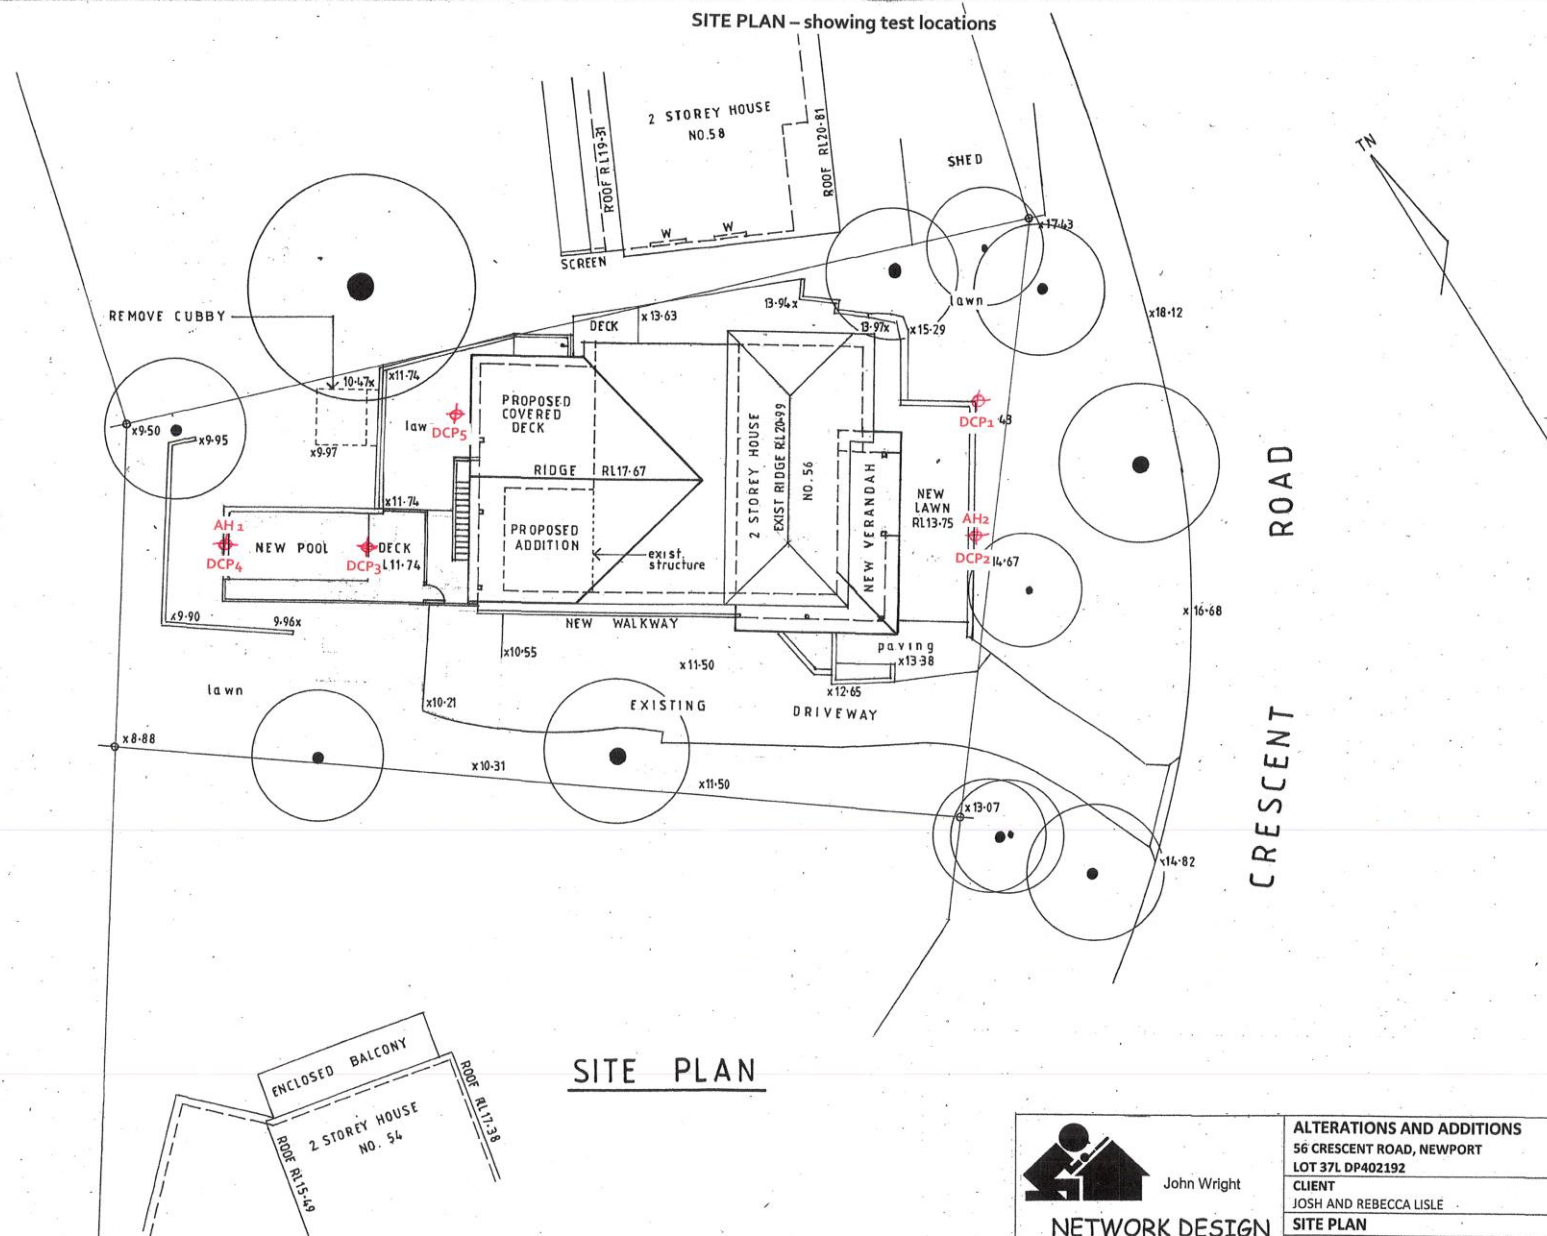 SITE PLAN – showing test locations
2 STOREY HOUSE
NO.58
ROOF RL19·31
ROOF RL20·81
W
W
SCREEN
SHED
TN
x17·43
x18·12
lawn
REMOVE CUBBY
10·47x
x11·74
DECK
x13·63
13·94x
13·97x
x15·29
x9·50
x9·95
x9·97
law
DCP5
PROPOSED
COVERED
DECK
RIDGE RL17·67
PROPOSED
ADDITION
exist.
structure
2 STOREY HOUSE
EXIST RIDGE RL20·99
NO.56
NEW VERANDAH
NEW
LAWN
RL13·75
DCP1
43
AH2
DCP2
14·67
x11·74
AH1
DCP4
NEW POOL
DCP3
DECK
L11·74
x9·90
9·96x
NEW WALKWAY
x10·55
x11·50
paving
x13·38
x12·65
x16·68
lawn
x10·21
EXISTING
DRIVEWAY
x8·88
x10·31
x11·50
x13·07
x14·82
CRESCENT ROAD
ENCLOSED BALCONY
2 STOREY HOUSE
NO. 54
ROOF RL17·38
ROOF RL15·49
SITE PLAN
John Wright
NETWORK DESIGN
ALTERATIONS AND ADDITIONS
56 CRESCENT ROAD, NEWPORT
LOT 37L DP402192
CLIENT
JOSH AND REBECCA LISLE
SITE PLAN